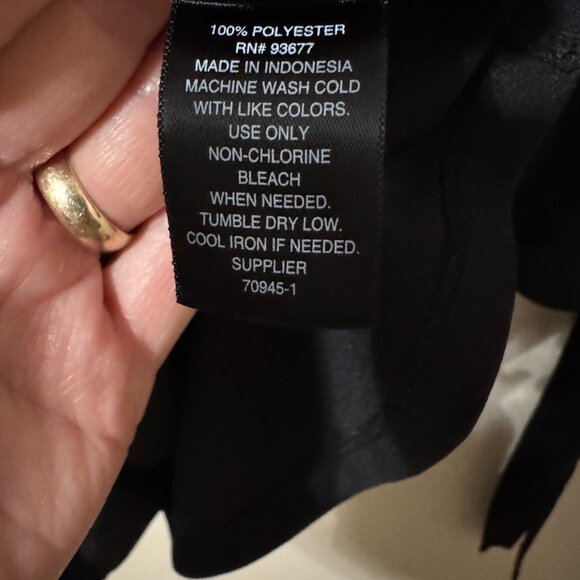 100% POLYESTER
RN# 93677
MADE IN INDONESIA
MACHINE WASH COLD
WITH LIKE COLORS.
USE ONLY
NON-CHLORINE
BLEACH
WHEN NEEDED.
TUMBLE DRY LOW.
COOL IRON IF NEEDED.
SUPPLIER
70945-1